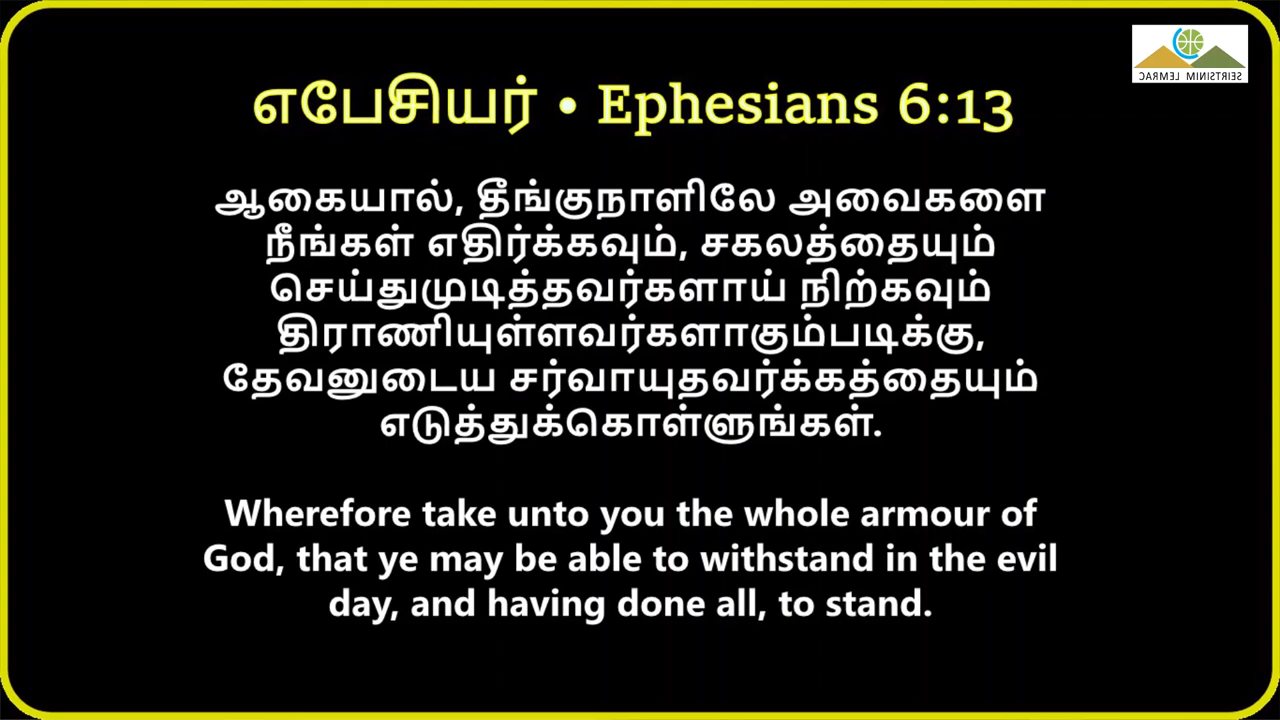 CARMEL MINISTRIES
எபேசியர் • Ephesians 6:13
ஆகையால், தீங்குநாளிலே அவைகளை
நீங்கள் எதிர்க்கவும், சகலத்தையும்
செய்துமுடித்தவர்களாய் நிற்கவும்
திராணியுள்ளவர்களாகும்படிக்கு,
தேவனுடைய சர்வாயுதவர்க்கத்தையும்
எடுத்துக்கொள்ளுங்கள்.
Wherefore take unto you the whole armour of
God, that ye may be able to withstand in the evil
day, and having done all, to stand.